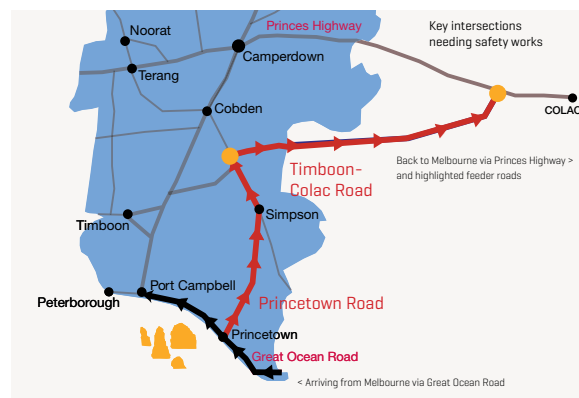 Noorat
Princes Highway
Key intersections
needing safety works
Camperdown
Terang
Cobden
COLAC
Back to Melbourne via Princes Highway >
and highlighted feeder roads
Timboon-
Colac Road
Simpson
Timboon
Port Campbell
Peterborough
Princetown Road
Princetown
Great Ocean Road
< Arriving from Melbourne via Great Ocean Road